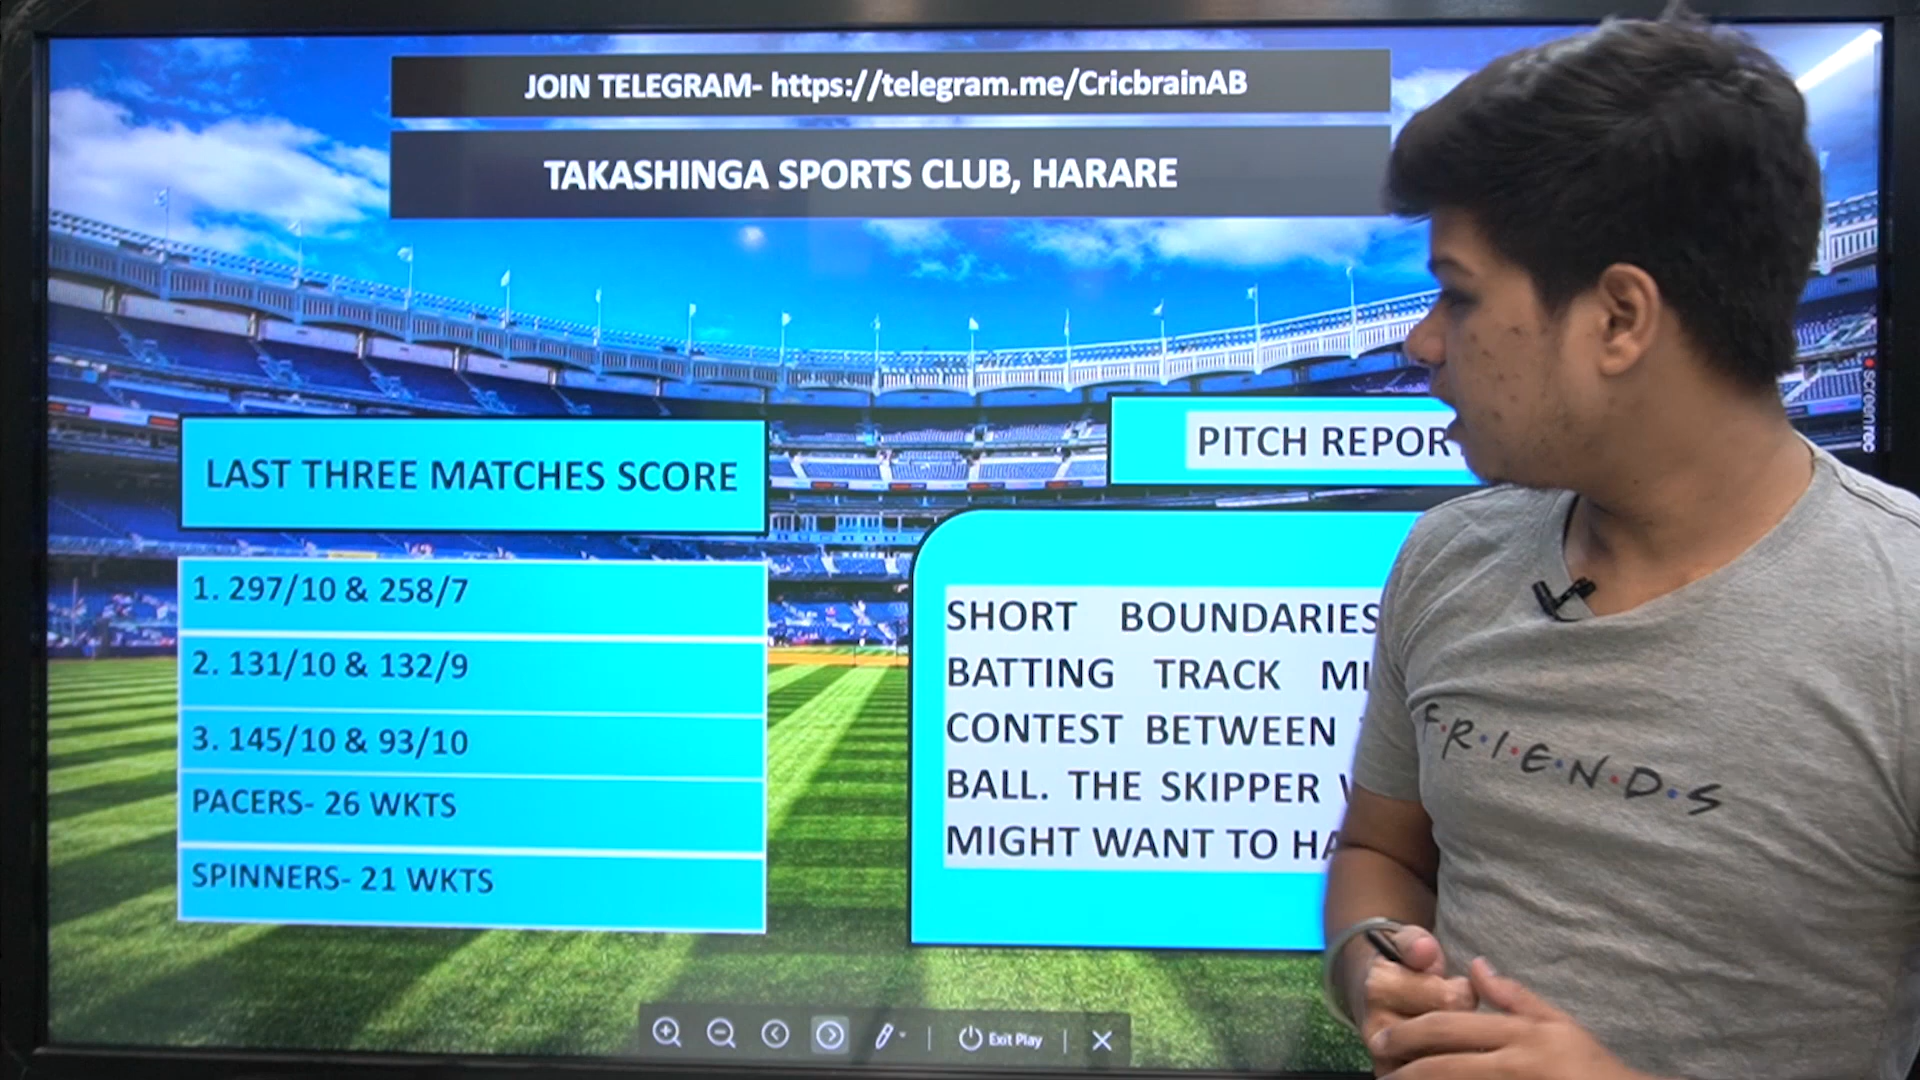 JOIN TELEGRAM- https://telegram.me/CricbrainAB
TAKASHINGA SPORTS CLUB, HARARE
LAST THREE MATCHES SCORE
1. 297/10 & 258/7
2. 131/10 & 132/9
3. 145/10 & 93/10
PACERS- 26 WKTS
SPINNERS- 21 WKTS
PITCH REPOR
SHORT BOUNDARIES
BATTING TRACK
CONTEST BETWEEN
BALL. THE SKIPPER
MIGHT WANT TO
F·R·I·E·N·D·S
screenrec
Exit Play